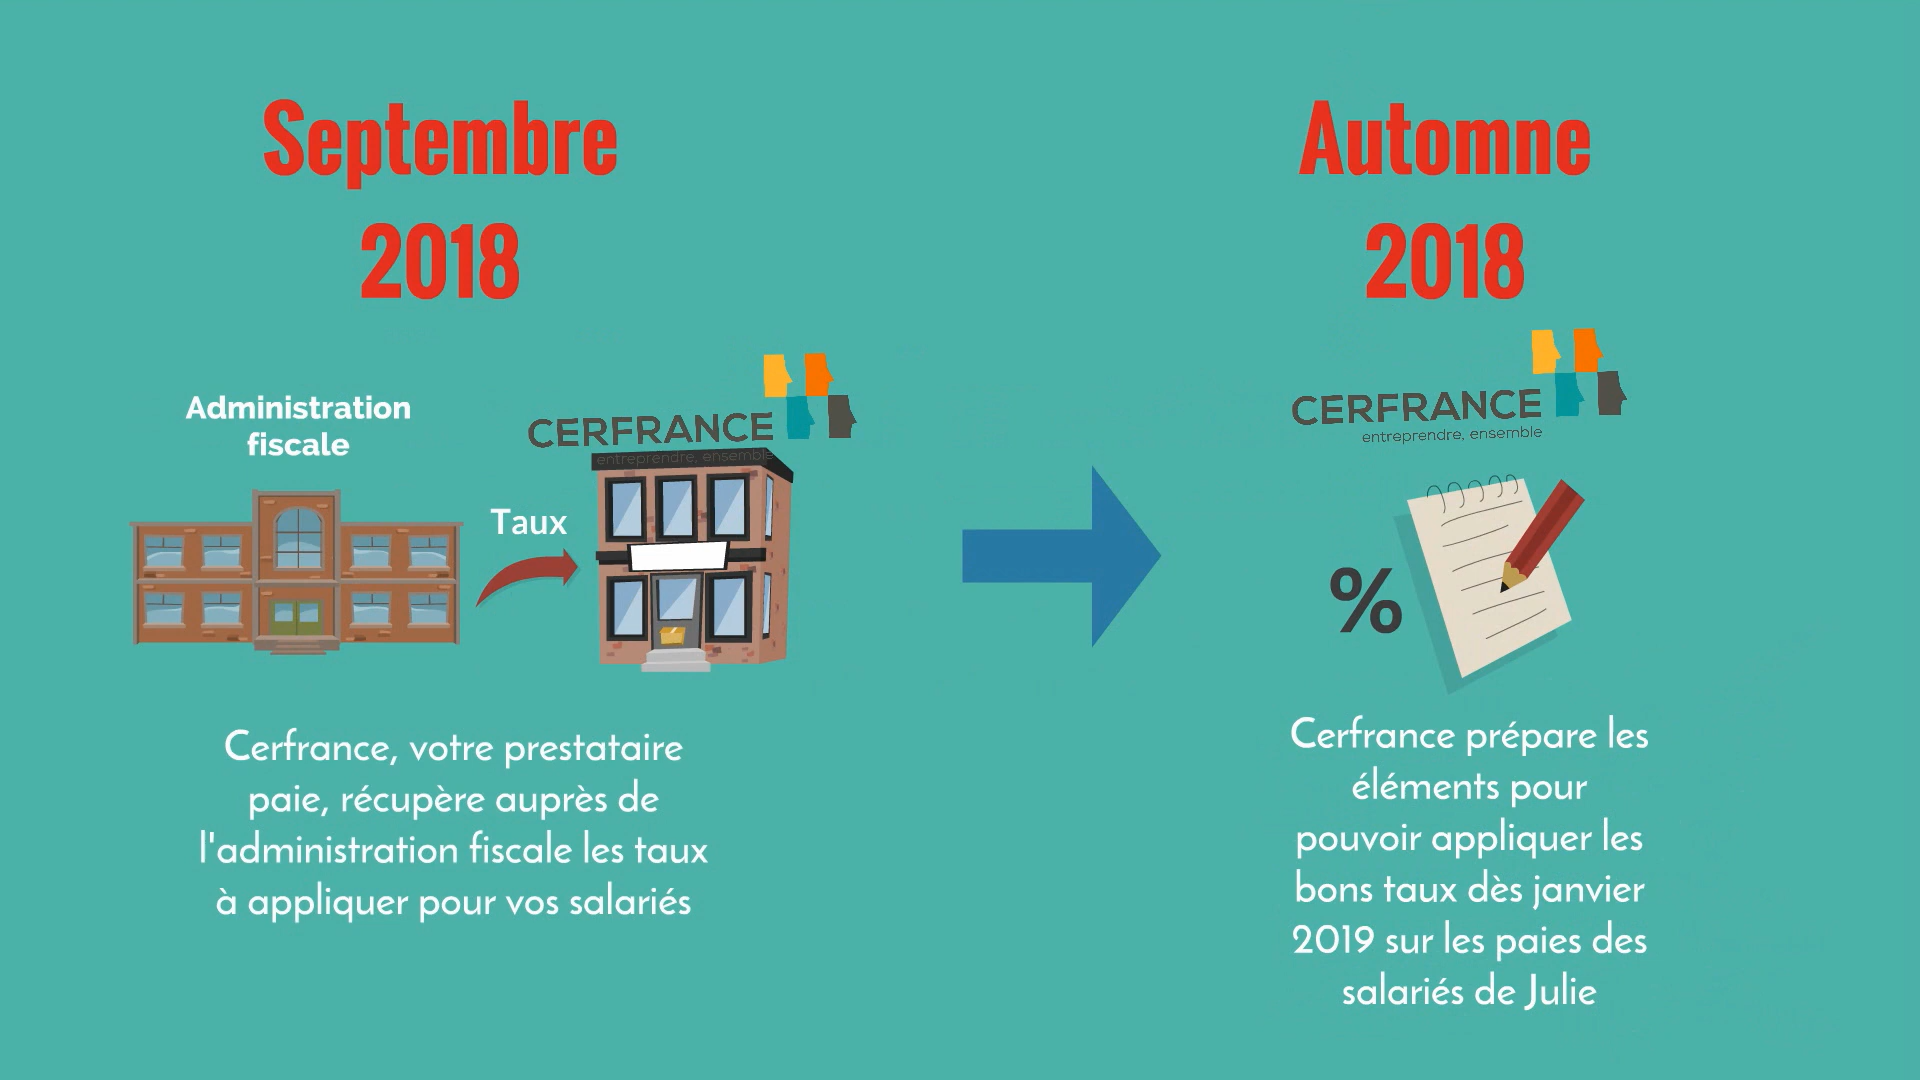 Septembre
2018
Administration
fiscale
Taux
CERFRANCE
entreprendre, ensemble
Cerfrance, votre prestataire
paie, récupère auprès de
l'administration fiscale les taux
à appliquer pour vos salariés
Automne
2018
CERFRANCE
entreprendre, ensemble
%
Cerfrance prépare les
éléments pour
pouvoir appliquer les
bons taux dès janvier
2019 sur les paies des
salariés de Julie